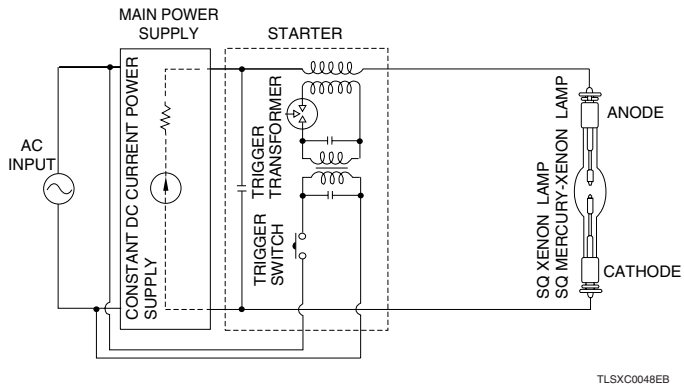 MAIN POWER
SUPPLY
STARTER
AC
INPUT
CONSTANT DC CURRENT POWER
SUPPLY
TRIGGER
TRANSFORMER
TRIGGER
SWITCH
SQ XENON LAMP
SQ MERCURY-XENON LAMP
ANODE
CATHODE
TLSXC0048EB